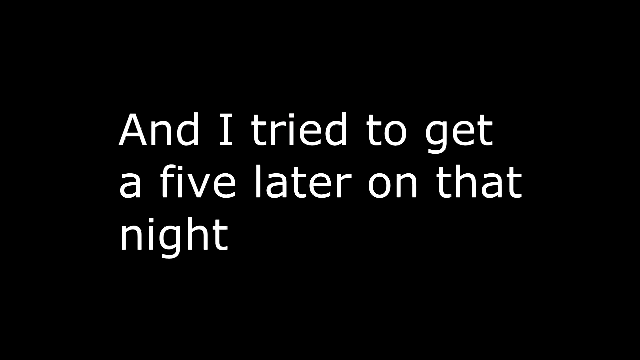 And I tried to get
a five later on that
night